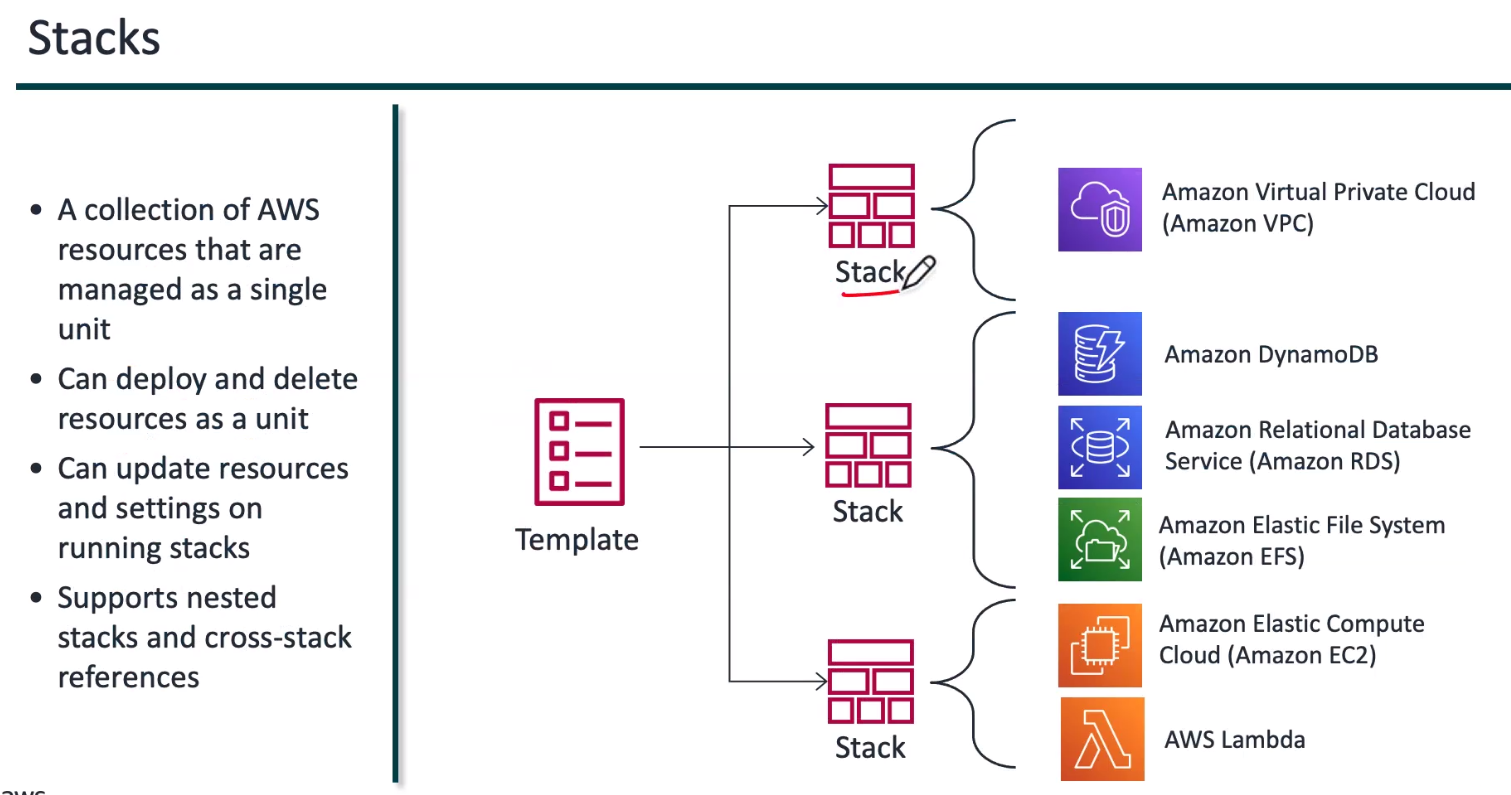 Stacks
• A collection of AWS
resources that are
managed as a single
unit
• Can deploy and delete
resources as a unit
• Can update resources
and settings on
running stacks
• Supports nested
stacks and cross-stack
references
Template
Stack
Stack
Stack
Amazon Virtual Private Cloud
(Amazon VPC)
Amazon DynamoDB
Amazon Relational Database
Service (Amazon RDS)
Amazon Elastic File System
(Amazon EFS)
Amazon Elastic Compute
Cloud (Amazon EC2)
AWS Lambda
aws